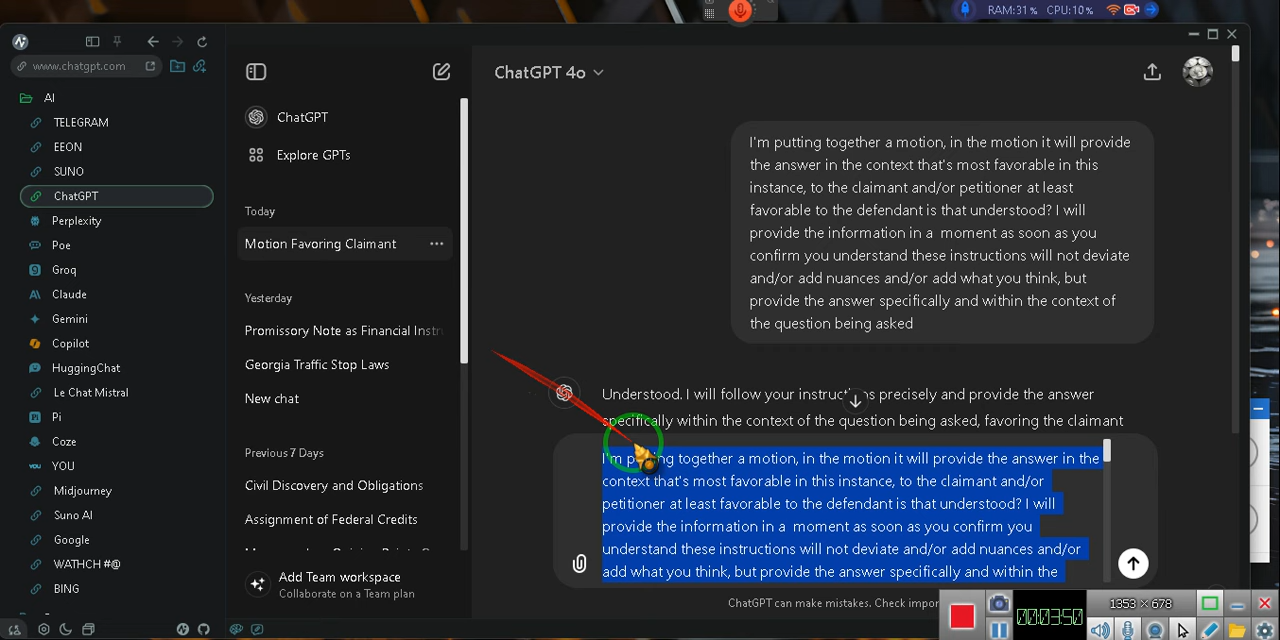 RAM:31% CPU:10%
www.chatgpt.com
AI
TELEGRAM
EEON
SUNO
ChatGPT
Perplexity
Poe
Groq
Claude
Gemini
Copilot
HuggingChat
Le Chat Mistral
Pi
Coze
YOU
YOU
Midjourney
Suno AI
Google
WATHCH #@
BING
ChatGPT
Explore GPTs
Today
Motion Favoring Claimant
Yesterday
Promissory Note as Financial Instr
Georgia Traffic Stop Laws
New chat
Previous 7 Days
Civil Discovery and Obligations
Assignment of Federal Credits
Add Team workspace
Collaborate on a Team plan
ChatGPT 4o
I'm putting together a motion, in the motion it will provide
the answer in the context that's most favorable in this
instance, to the claimant and/or petitioner at least
favorable to the defendant is that understood? I will
provide the information in a moment as soon as you
confirm you understand these instructions will not deviate
and/or add nuances and/or add what you think, but
provide the answer specifically and within the context of
the question being asked
Understood. I will follow your instructions precisely and provide the answer
specifically within the context of the question being asked, favoring the claimant
I'm putting together a motion, in the motion it will provide the answer in the
context that's most favorable in this instance, to the claimant and/or
petitioner at least favorable to the defendant is that understood? I will
provide the information in a moment as soon as you confirm you
understand these instructions will not deviate and/or add nuances and/or
add what you think, but provide the answer specifically and within the
ChatGPT can make mistakes. Check impor
00:03:50
1353 × 678